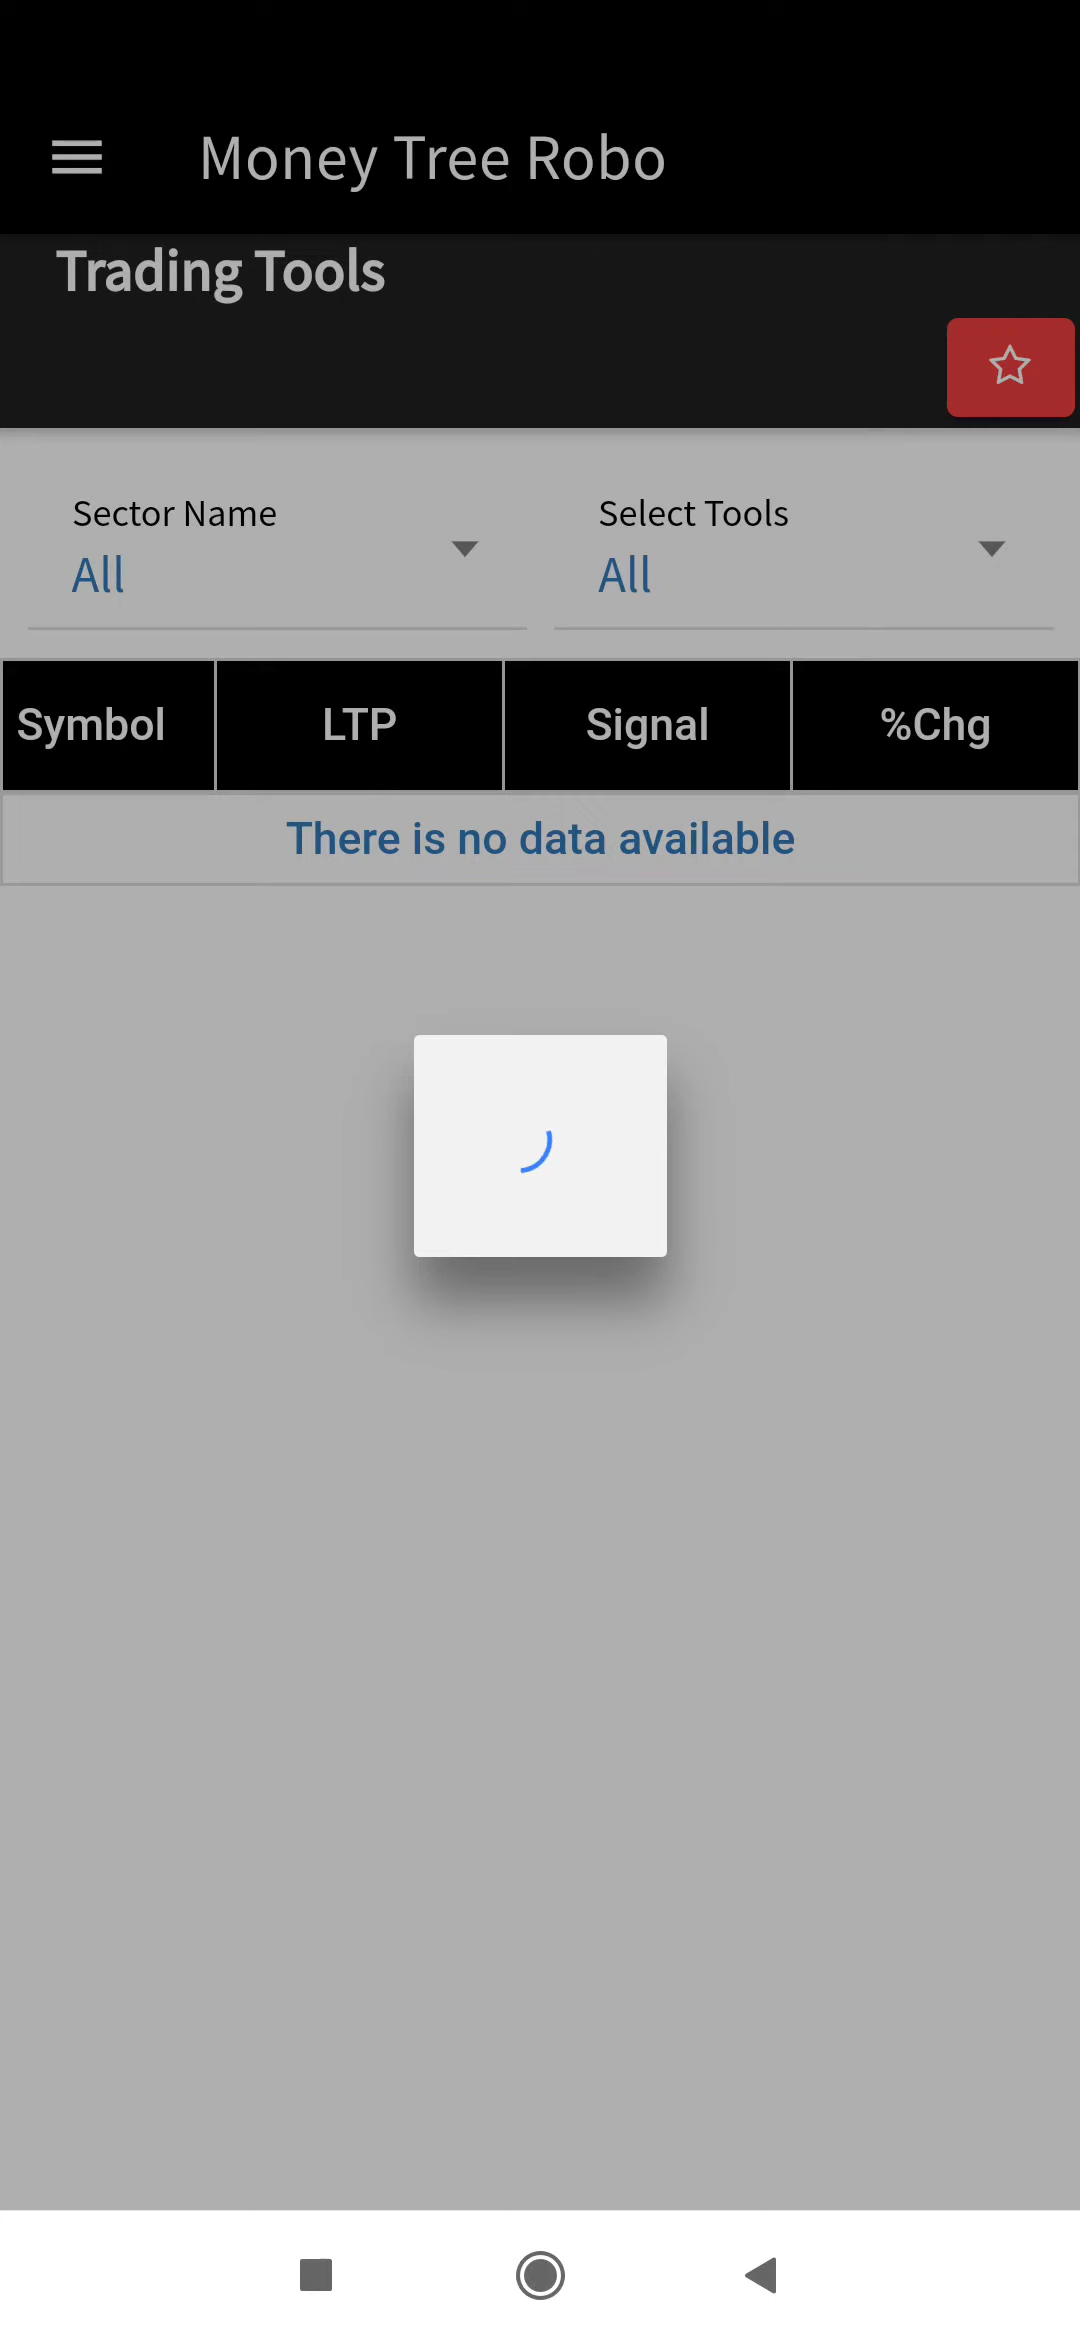 Money Tree Robo
Trading Tools
Sector Name
Select Tools
All
All
Symbol LTP Signal %Chg
There is no data available